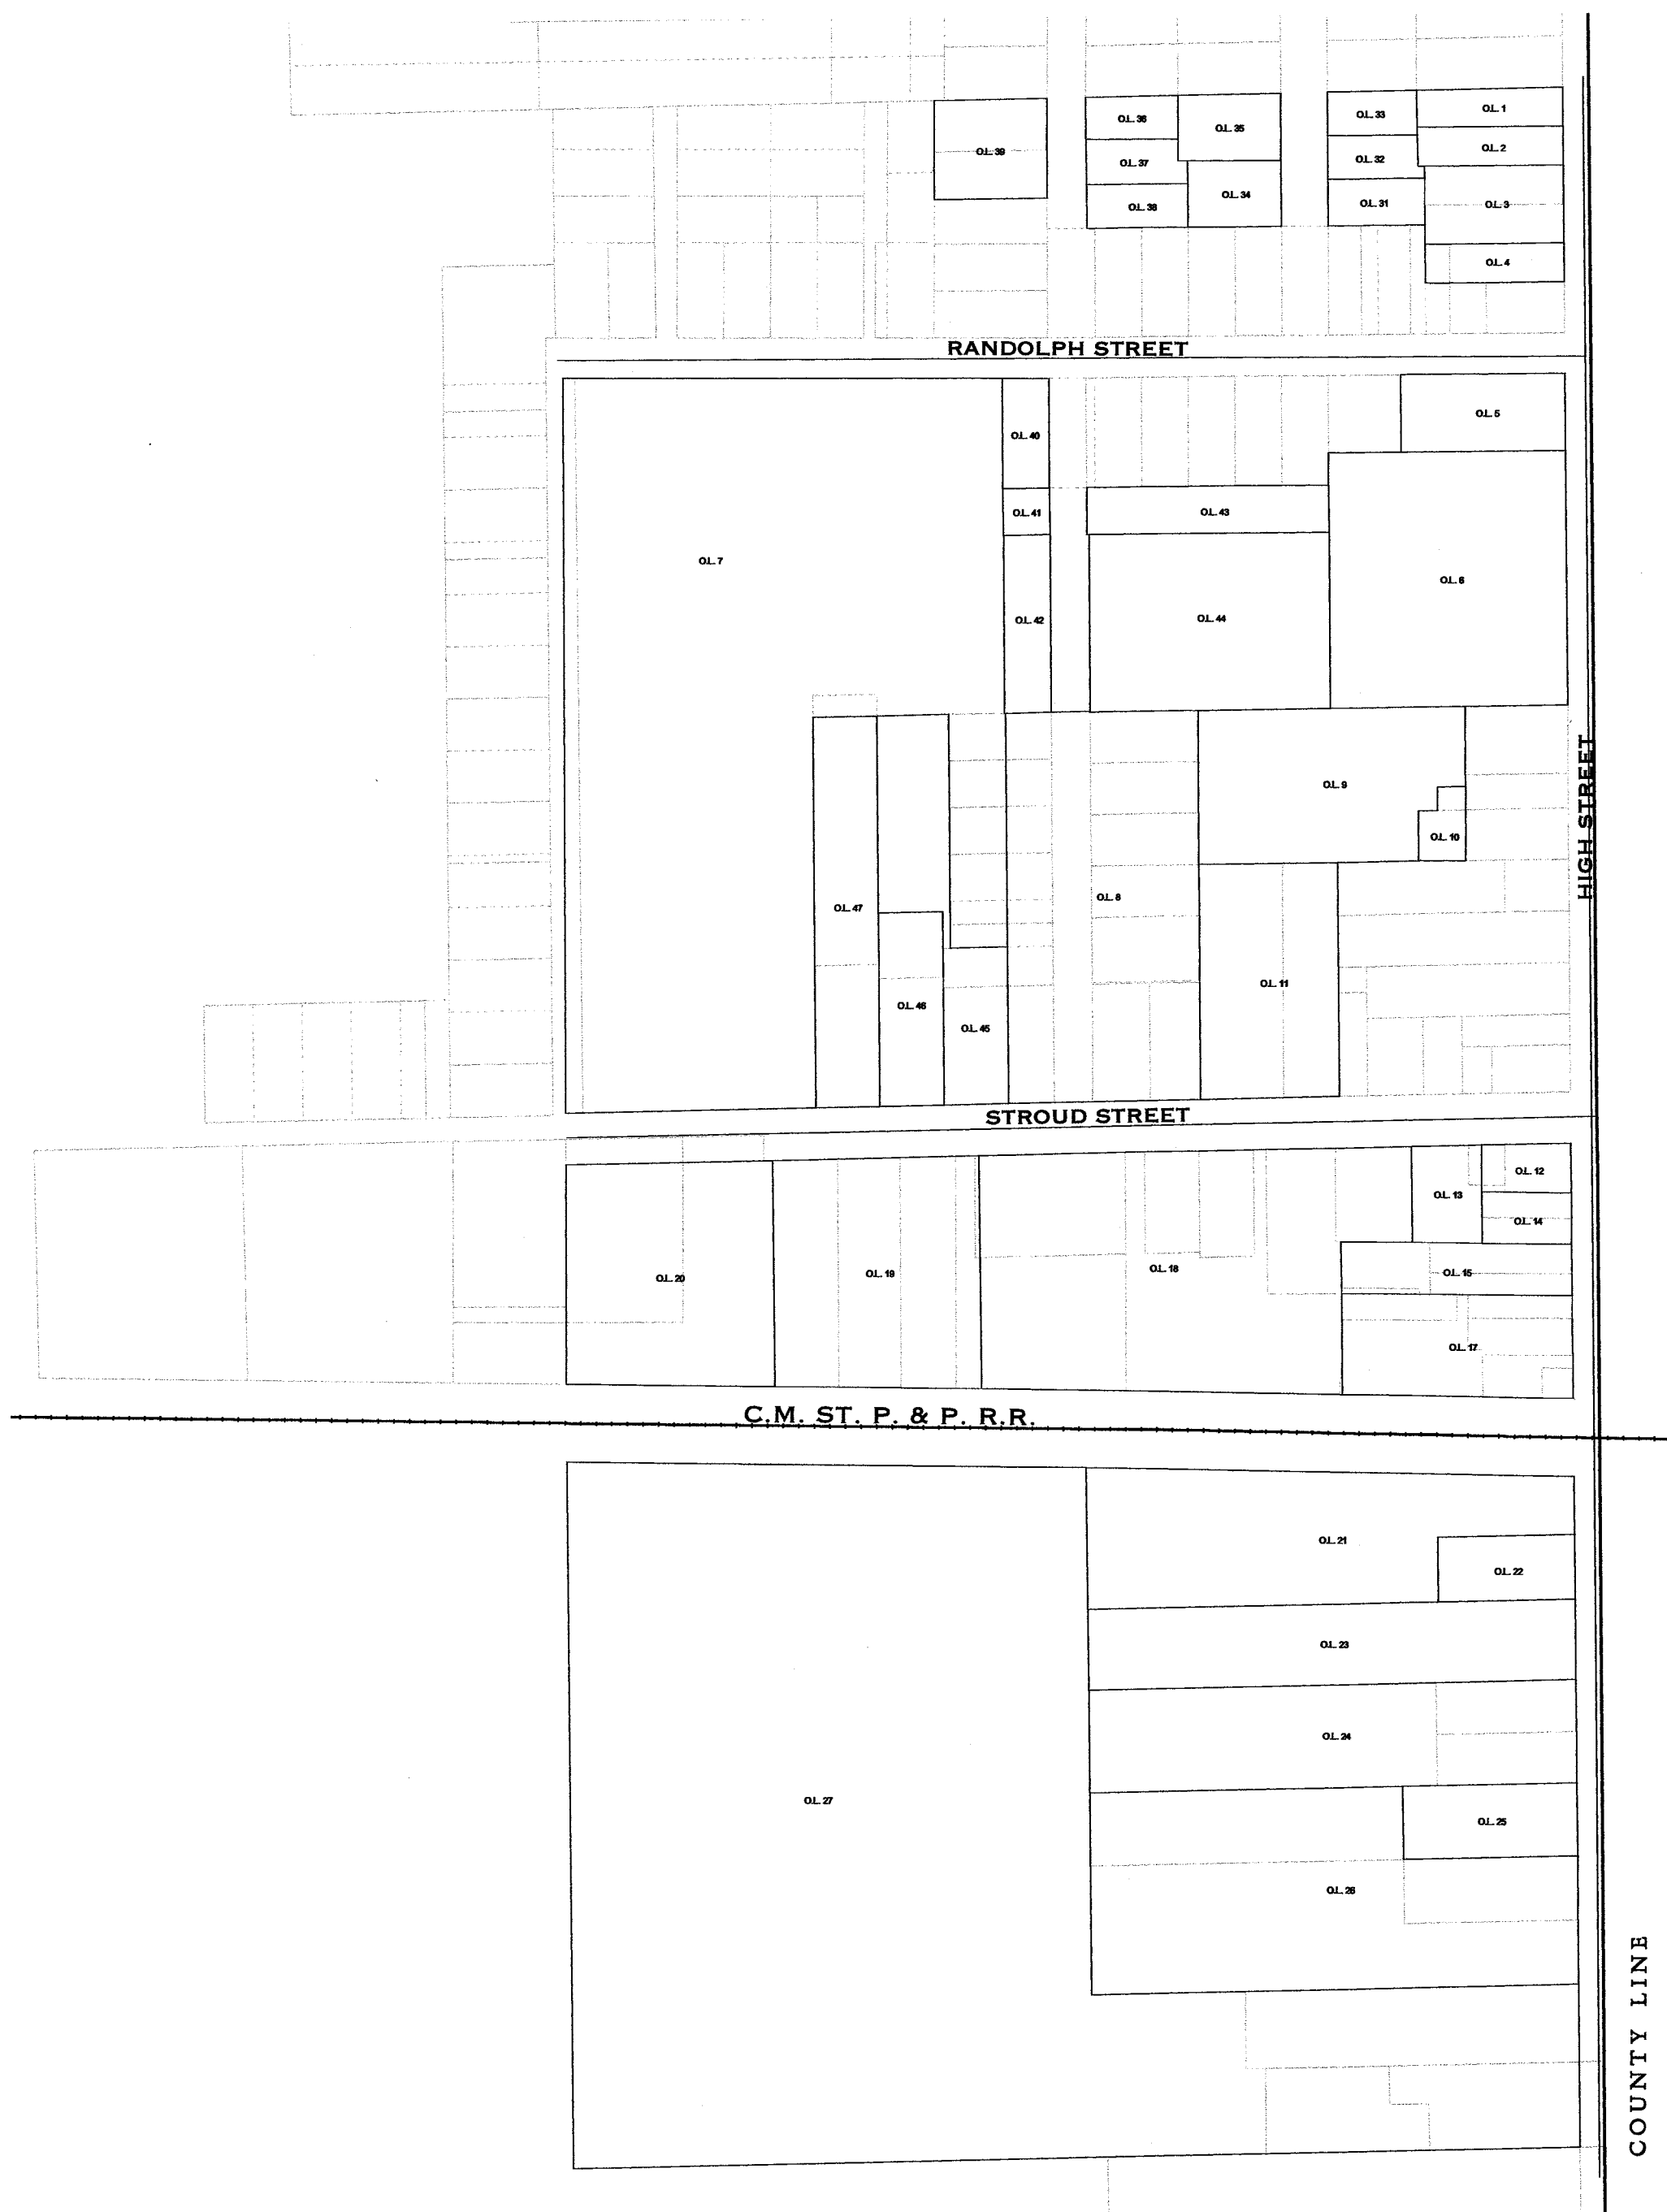 O.L. 1
O.L. 33
O.L. 36
O.L. 35
O.L. 2
O.L. 39
O.L. 32
O.L. 37
O.L. 34
O.L. 31
O.L. 3
O.L. 38
O.L. 4
RANDOLPH STREET
O.L. 5
O.L. 40
O.L. 41
O.L. 43
O.L. 7
O.L. 6
O.L. 42
O.L. 44
HIGH STREET
O.L. 9
O.L. 10
O.L. 8
O.L. 47
O.L. 11
O.L. 46
O.L. 45
STROUD STREET
O.L. 12
O.L. 13
O.L. 14
O.L. 18
O.L. 15
O.L. 19
O.L. 20
O.L. 17
C.M. ST. P. & P. R.R.
O.L. 21
O.L. 22
O.L. 23
O.L. 24
O.L. 27
O.L. 25
O.L. 26
COUNTY LINE